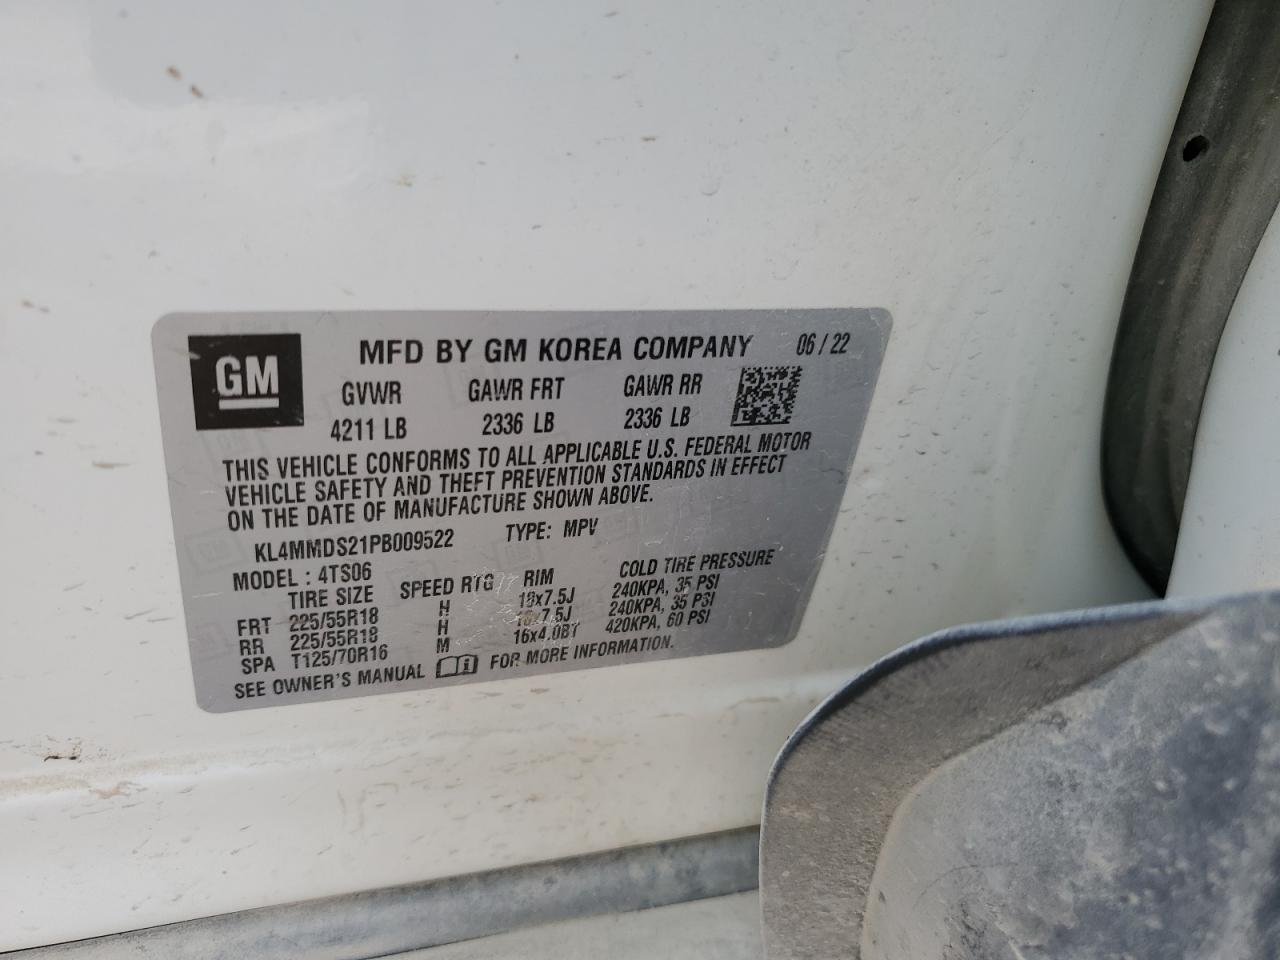 GM MFD BY GM KOREA COMPANY 06 / 22
GVWR GAWR FRT GAWR RR
4211 LB 2336 LB 2336 LB
THIS VEHICLE CONFORMS TO ALL APPLICABLE U.S. FEDERAL MOTOR
VEHICLE SAFETY AND THEFT PREVENTION STANDARDS IN EFFECT
ON THE DATE OF MANUFACTURE SHOWN ABOVE.
KL4MMDS21PB009522 TYPE: MPV
MODEL : 4TS06
TIRE SIZE SPEED RTG RIM COLD TIRE PRESSURE
FRT 225/55R18 H 18x7.5J 240KPA, 35 PSI
RR 225/55R18 H 18x7.5J 240KPA, 35 PSI
SPA T125/70R16 M 16x4.0BT 420KPA, 60 PSI
SEE OWNER'S MANUAL FOR MORE INFORMATION.